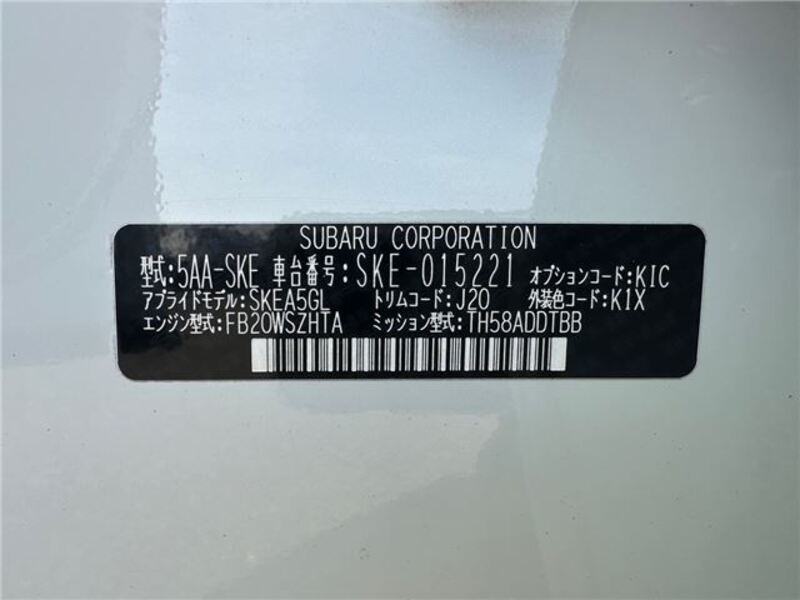 SUBARU CORPORATION
型式:5AA-SKE 車台番号:SKE-015221 オプションコード:KIC
アプライドモデル:SKEA5GL トリムコード:J20 外装色コード:K1X
エンジン型式:FB20WSZHTA ミッション型式:TH58ADDTBB